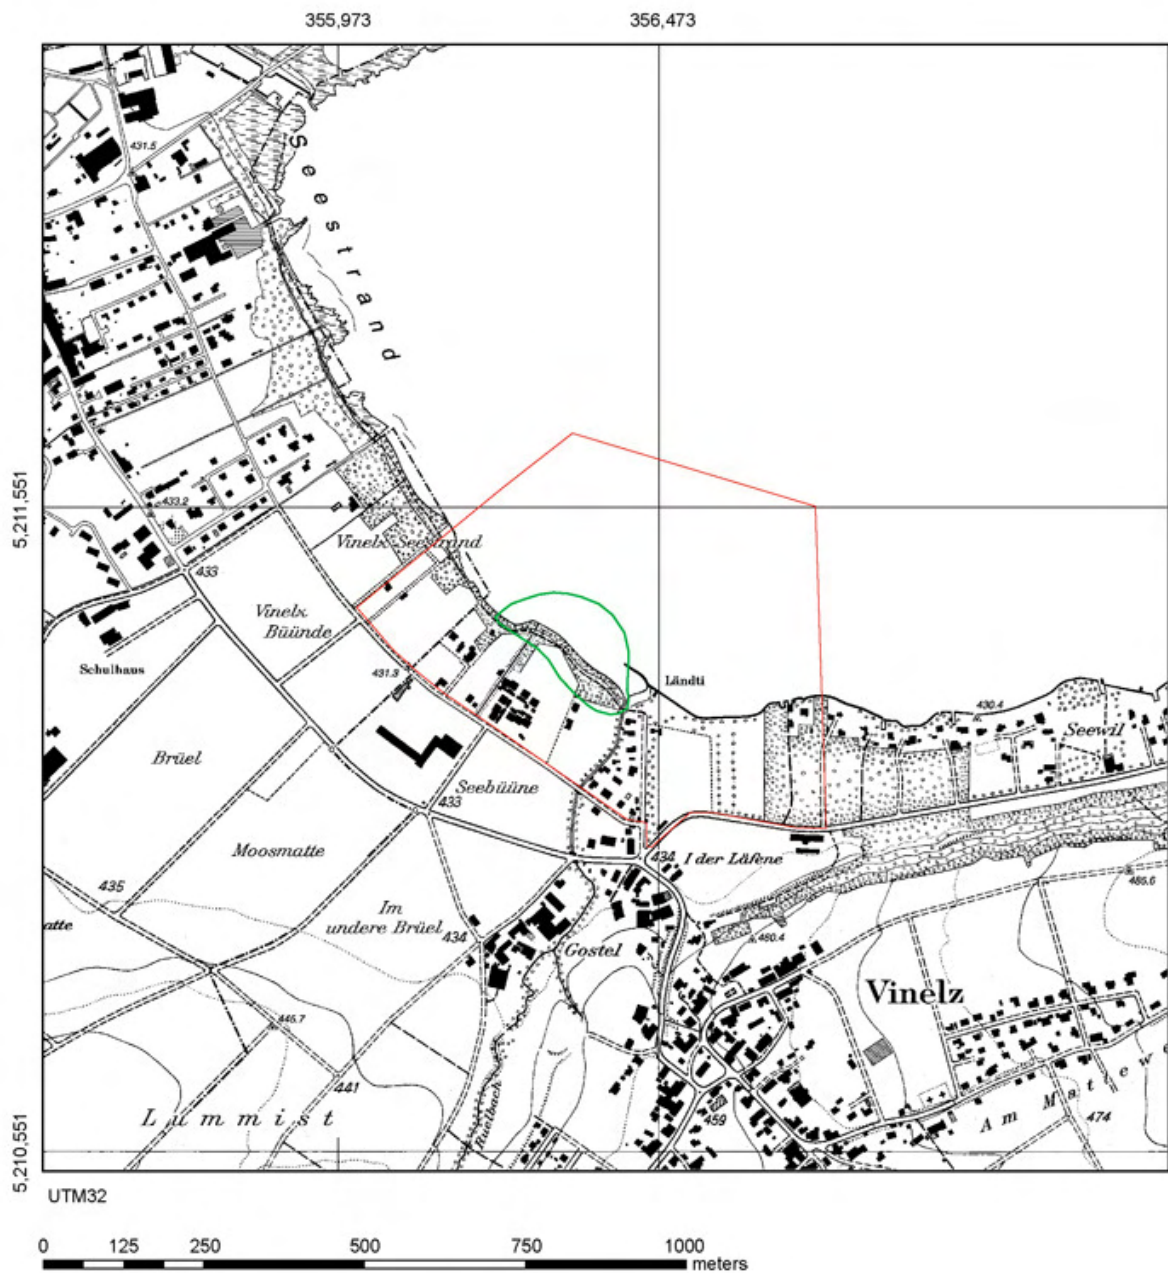 355,973 356,473
431.5
Seestrand
5,211,551
433.2
Vinelz-Seestrand
433
Vinelz
Büünde
Schulhaus
431.3
Ländti
430.4
Seewil
Brüel
Seebüüne
433
Moosmatte
434
I der Läfene
485.6
435
Im
undere Brüel
atte
434
480.4
Gostel
Vinelz
445.7
441
Lummist
Rüelbach
459
Am Mattewe
474
5,210,551
UTM32
0 125 250 500 750 1000
meters